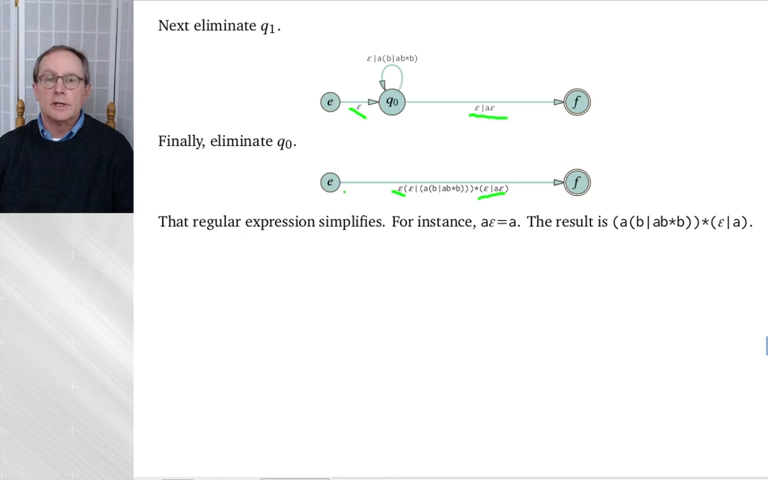 Next eliminate q₁.
ε|a(b|ab*b)
e ε q₀ ε|aε f
Finally, eliminate q₀.
e ε(ε|(a(b|ab*b)))*(ε|aε) f
That regular expression simplifies. For instance, aε=a. The result is (a(b|ab*b))*(ε|a).